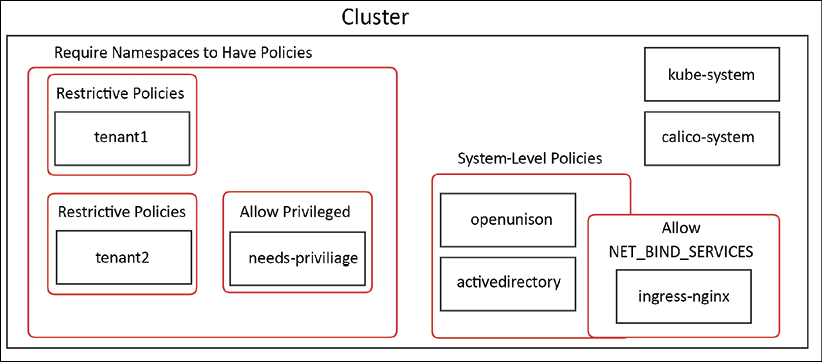 Cluster
Require Namespaces to Have Policies
Restrictive Policies
tenant1
Restrictive Policies
tenant2
Allow Privileged
needs-priviliage
System-Level Policies
openunison
activedirectory
kube-system
calico-system
Allow
NET_BIND_SERVICES
ingress-nginx